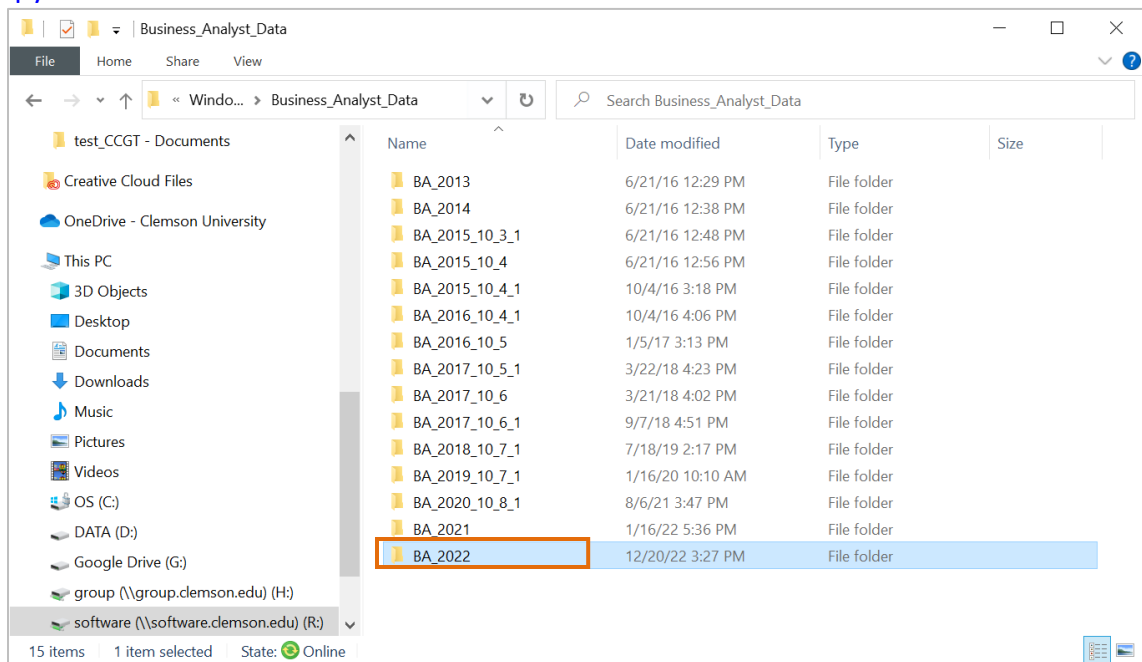 Business_Analyst_Data
File Home Share View
« Windo... > Business_Analyst_Data
Search Business_Analyst_Data
test_CCGT - Documents
Creative Cloud Files
OneDrive - Clemson University
This PC
3D Objects
Desktop
Documents
Downloads
Music
Pictures
Videos
OS (C:)
DATA (D:)
Google Drive (G:)
group (\\group.clemson.edu) (H:)
software (\\software.clemson.edu) (R:)
Name Date modified Type Size
BA_2013 6/21/16 12:29 PM File folder
BA_2014 6/21/16 12:38 PM File folder
BA_2015_10_3_1 6/21/16 12:48 PM File folder
BA_2015_10_4 6/21/16 12:56 PM File folder
BA_2015_10_4_1 10/4/16 3:18 PM File folder
BA_2016_10_4_1 10/4/16 4:06 PM File folder
BA_2016_10_5 1/5/17 3:13 PM File folder
BA_2017_10_5_1 3/22/18 4:23 PM File folder
BA_2017_10_6 3/21/18 4:02 PM File folder
BA_2017_10_6_1 9/7/18 4:51 PM File folder
BA_2018_10_7_1 7/18/19 2:17 PM File folder
BA_2019_10_7_1 1/16/20 10:10 AM File folder
BA_2020_10_8_1 8/6/21 3:47 PM File folder
BA_2021 1/16/22 5:36 PM File folder
BA_2022 12/20/22 3:27 PM File folder
15 items 1 item selected State: Online